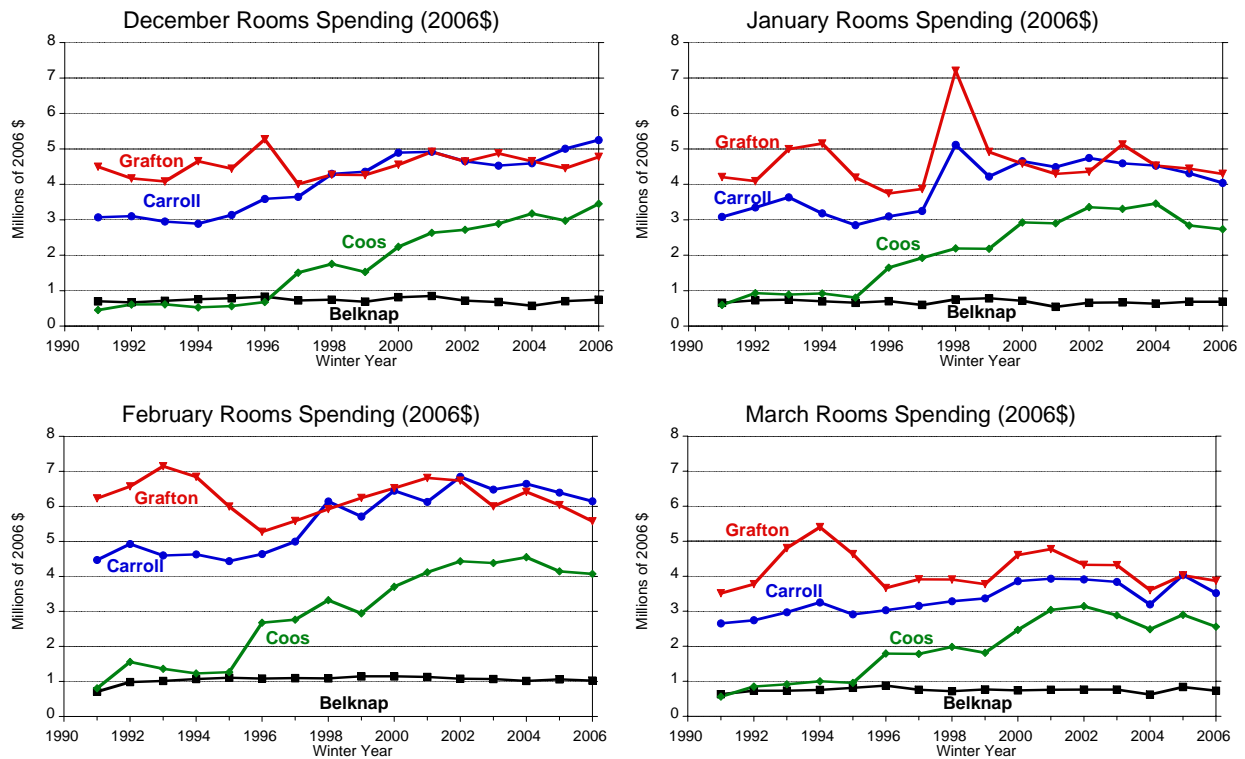 December Rooms Spending (2006$)
8
7
6
5
4
3
2
1
0
Millions of 2006 $
Grafton
Carroll
Coos
Belknap
1990 1992 1994 1996 1998 2000 2002 2004 2006
Winter Year
January Rooms Spending (2006$)
8
7
6
5
4
3
2
1
0
Millions of 2006 $
Grafton
Carroll
Coos
Belknap
1990 1992 1994 1996 1998 2000 2002 2004 2006
Winter Year
February Rooms Spending (2006$)
8
7
6
5
4
3
2
1
0
Millions of 2006 $
Grafton
Carroll
Coos
Belknap
1990 1992 1994 1996 1998 2000 2002 2004 2006
Winter Year
March Rooms Spending (2006$)
8
7
6
5
4
3
2
1
0
Millions of 2006 $
Grafton
Carroll
Coos
Belknap
1990 1992 1994 1996 1998 2000 2002 2004 2006
Winter Year